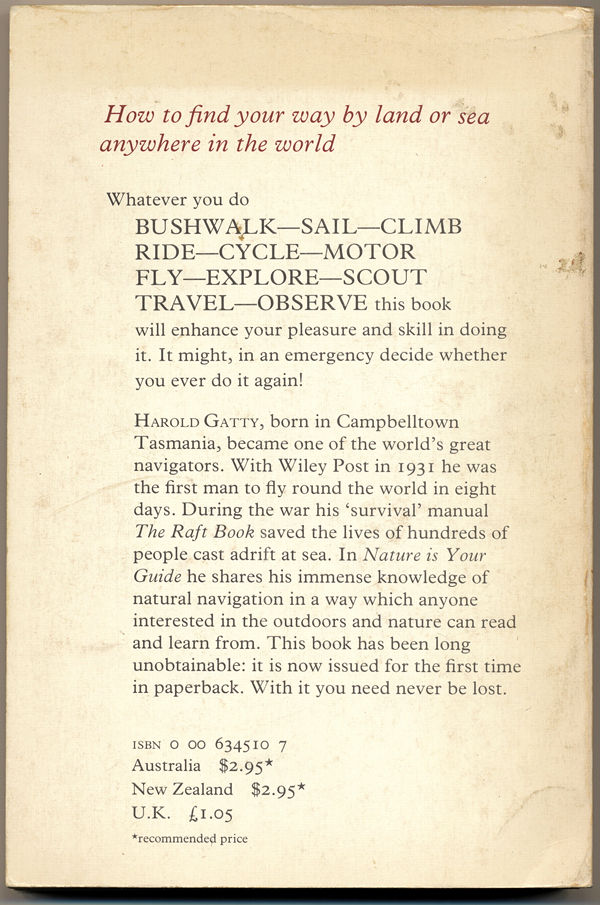 How to find your way by land or sea
anywhere in the world
Whatever you do
BUSHWALK—SAIL—CLIMB
RIDE—CYCLE—MOTOR
FLY—EXPLORE—SCOUT
TRAVEL—OBSERVE this book
will enhance your pleasure and skill in doing
it. It might, in an emergency decide whether
you ever do it again!
HAROLD GATTY, born in Campbelltown
Tasmania, became one of the world's great
navigators. With Wiley Post in 1931 he was
the first man to fly round the world in eight
days. During the war his 'survival' manual
The Raft Book saved the lives of hundreds of
people cast adrift at sea. In Nature is Your
Guide he shares his immense knowledge of
natural navigation in a way which anyone
interested in the outdoors and nature can read
and learn from. This book has been long
unobtainable: it is now issued for the first time
in paperback. With it you need never be lost.
ISBN 0 00 634510 7
Australia $2.95*
New Zealand $2.95*
U.K. £1.05
*recommended price